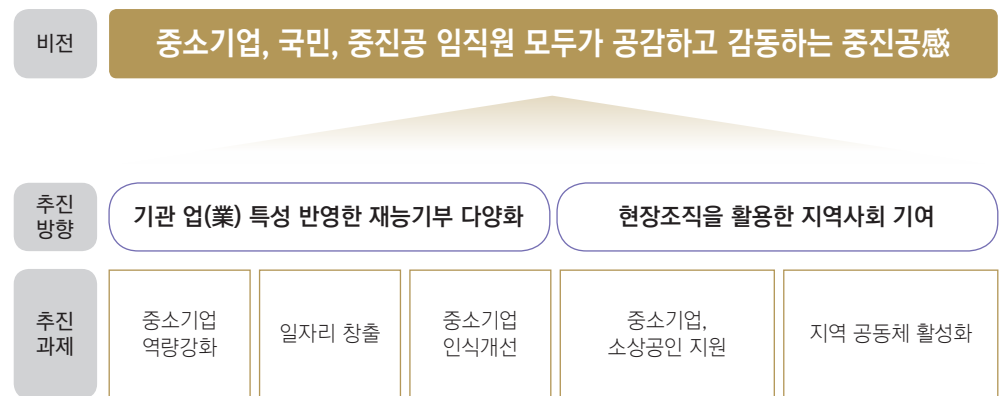 비전
중소기업, 국민, 중진공 임직원 모두가 공감하고 감동하는 중진공感
추진
방향
기관 업(業) 특성 반영한 재능기부 다양화
현장조직을 활용한 지역사회 기여
추진
과제
중소기업
역량강화
일자리 창출
중소기업
인식개선
중소기업,
소상공인 지원
지역 공동체 활성화